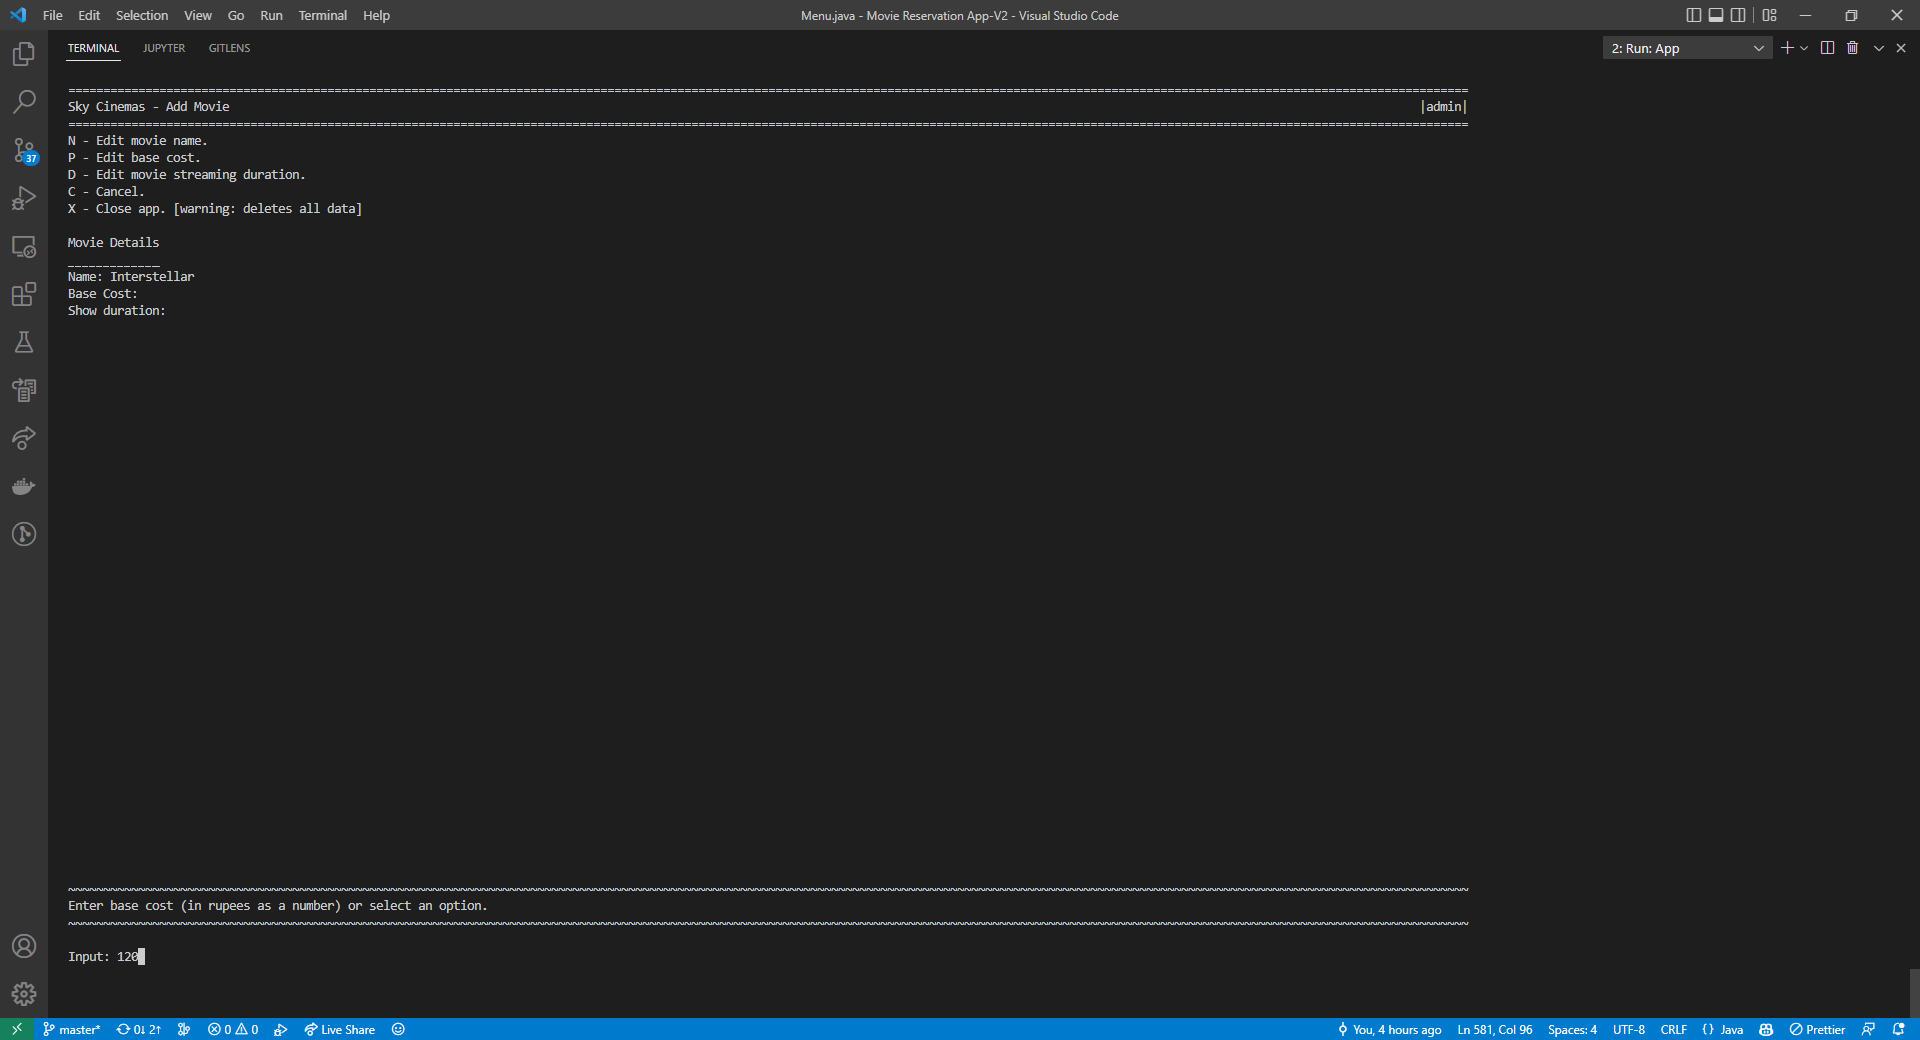 File Edit Selection View Go Run Terminal Help
Menu.java - Movie Reservation App-V2 - Visual Studio Code
TERMINAL JUPYTER GITLENS
2: Run: App
Sky Cinemas - Add Movie |admin|
N - Edit movie name.
P - Edit base cost.
D - Edit movie streaming duration.
C - Cancel.
X - Close app. [warning: deletes all data]
Movie Details
Name: Interstellar
Base Cost:
Show duration:
Enter base cost (in rupees as a number) or select an option.
Input: 120
37
master* 0↓ 2↑ 0 0 Live Share You, 4 hours ago Ln 581, Col 96 Spaces: 4 UTF-8 CRLF {} Java Prettier